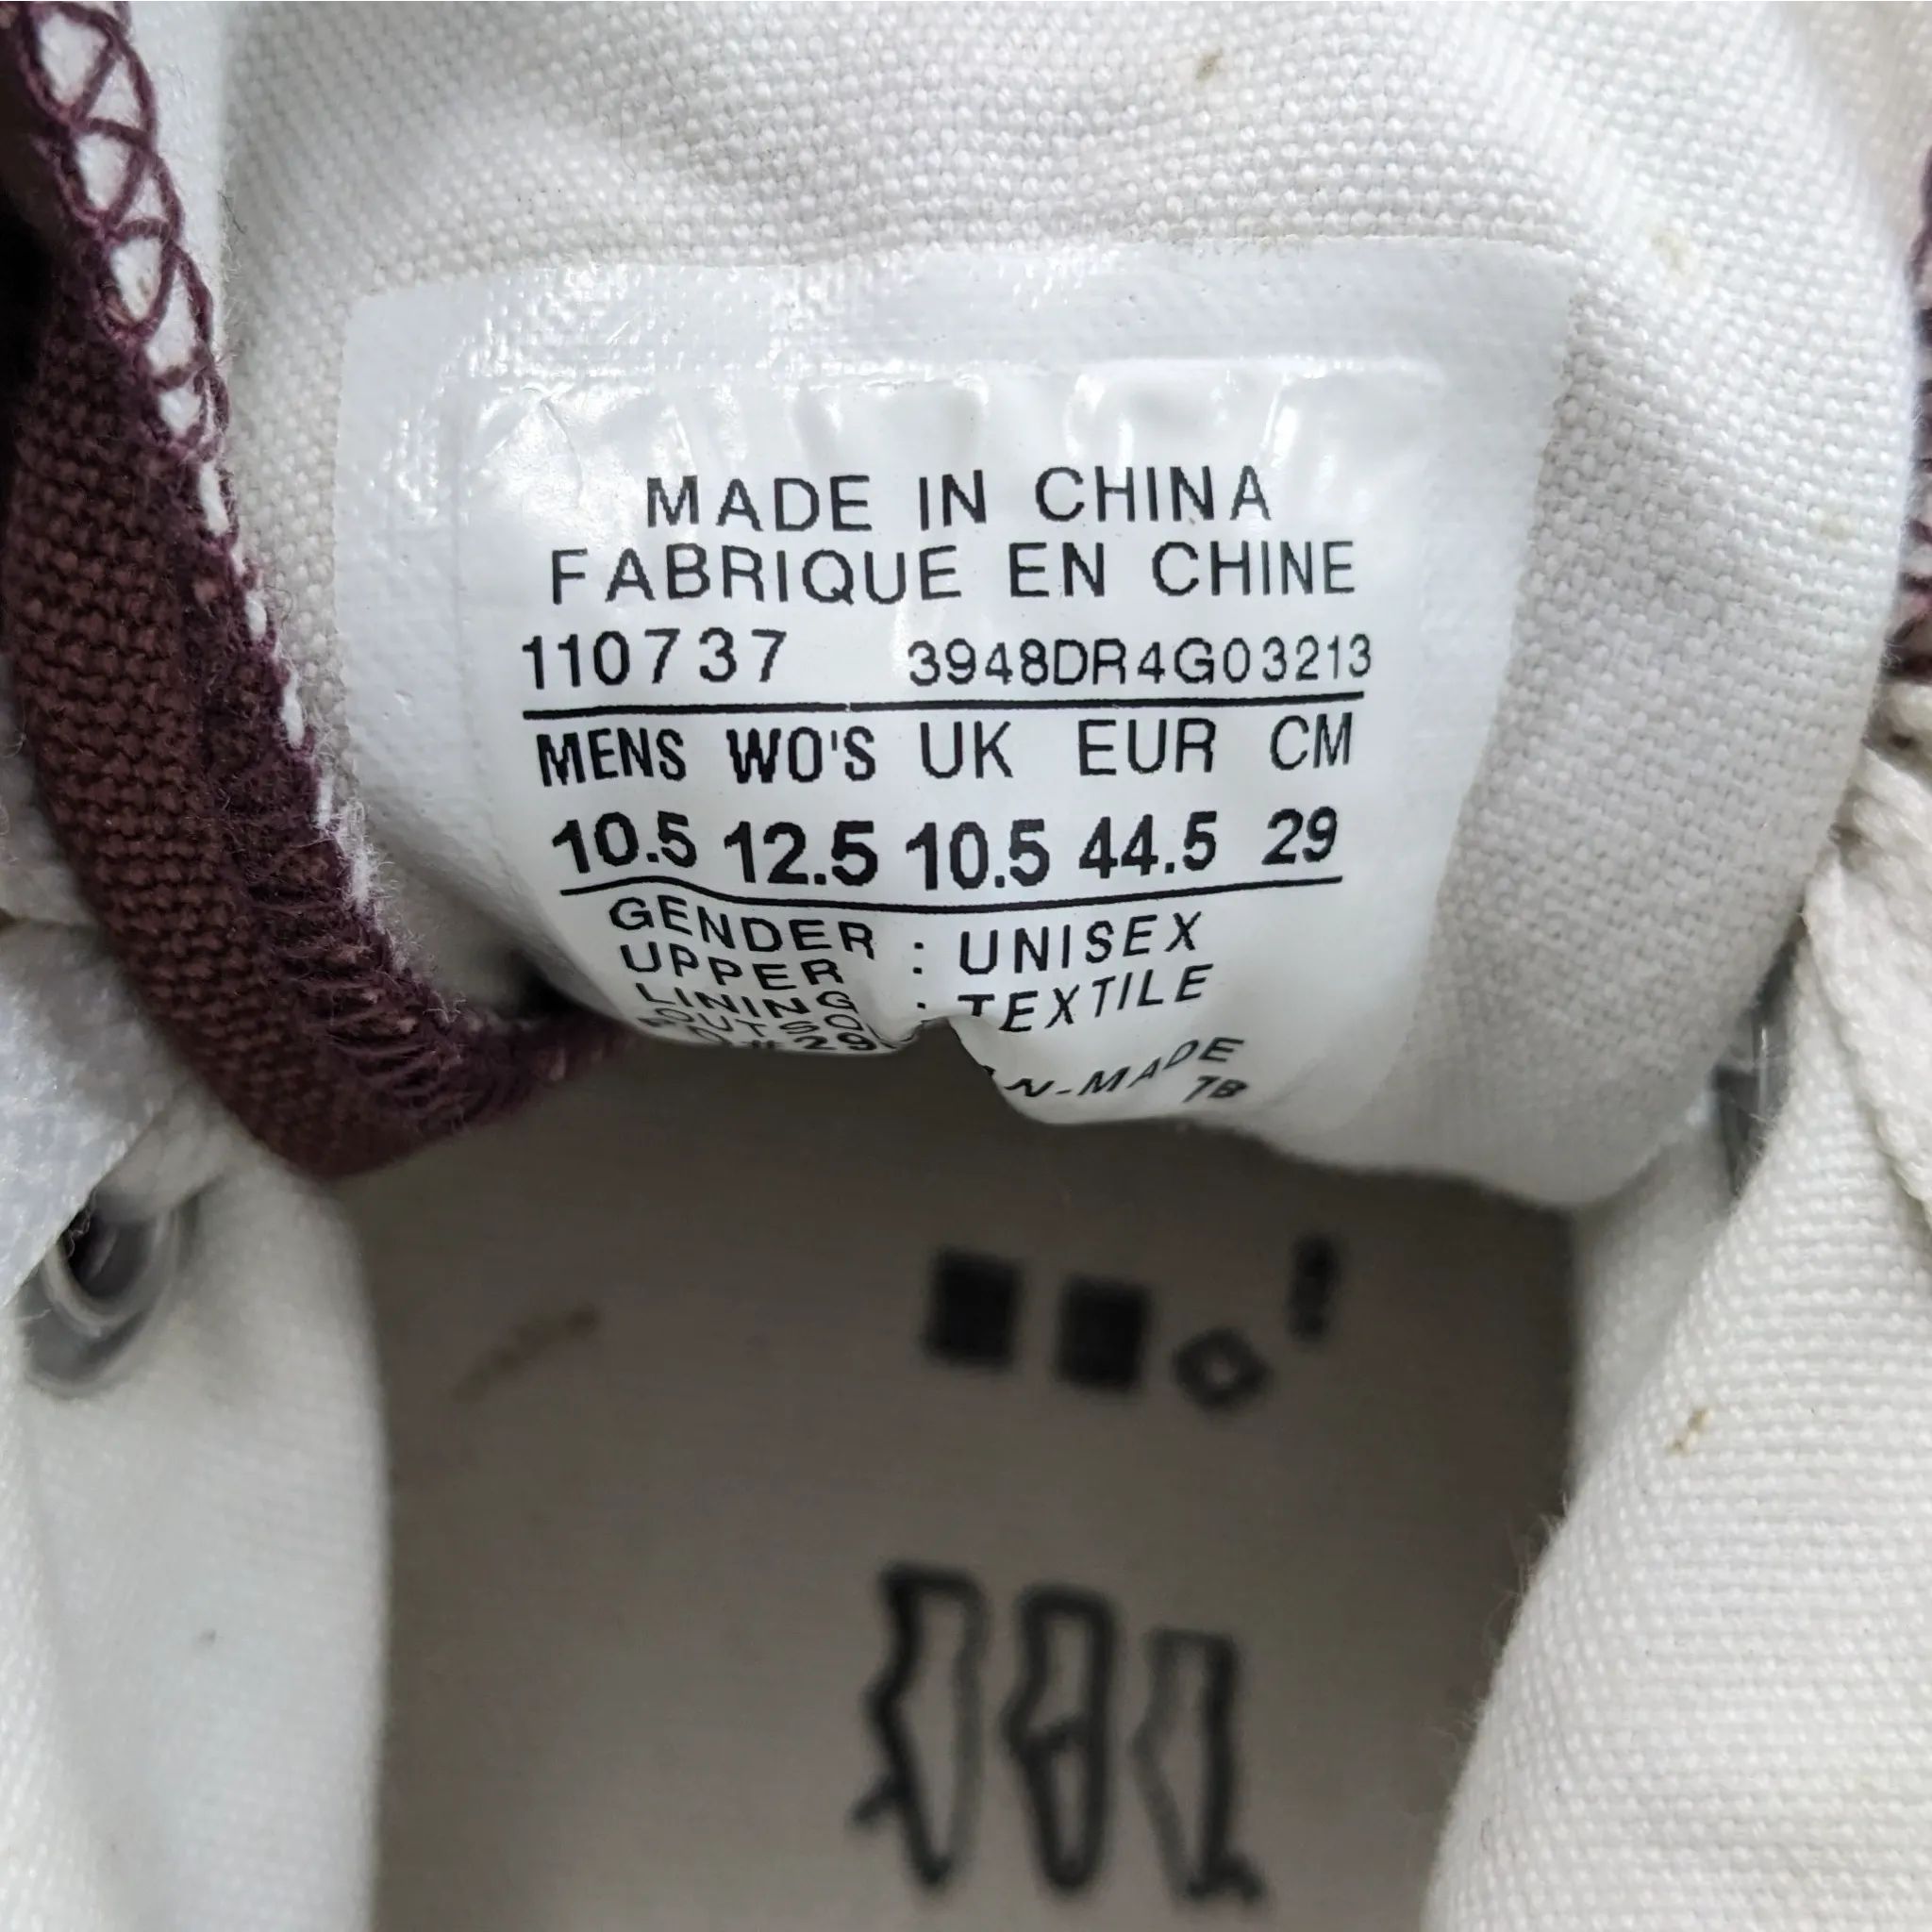 MADE IN CHINA
FABRIQUE EN CHINE
110737 3948DR4G03213
MENS WO'S UK EUR CM
10.5 12.5 10.5 44.5 29
GENDER : UNISEX
UPPER : TEXTILE
LINING :